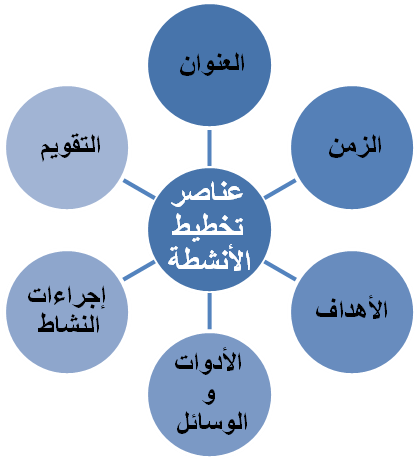 العنوان
الزمن
الأهداف
الأدوات
و
الوسائل
إجراءات
النشاط
التقويم
عناصر
تخطيط
الأنشطة